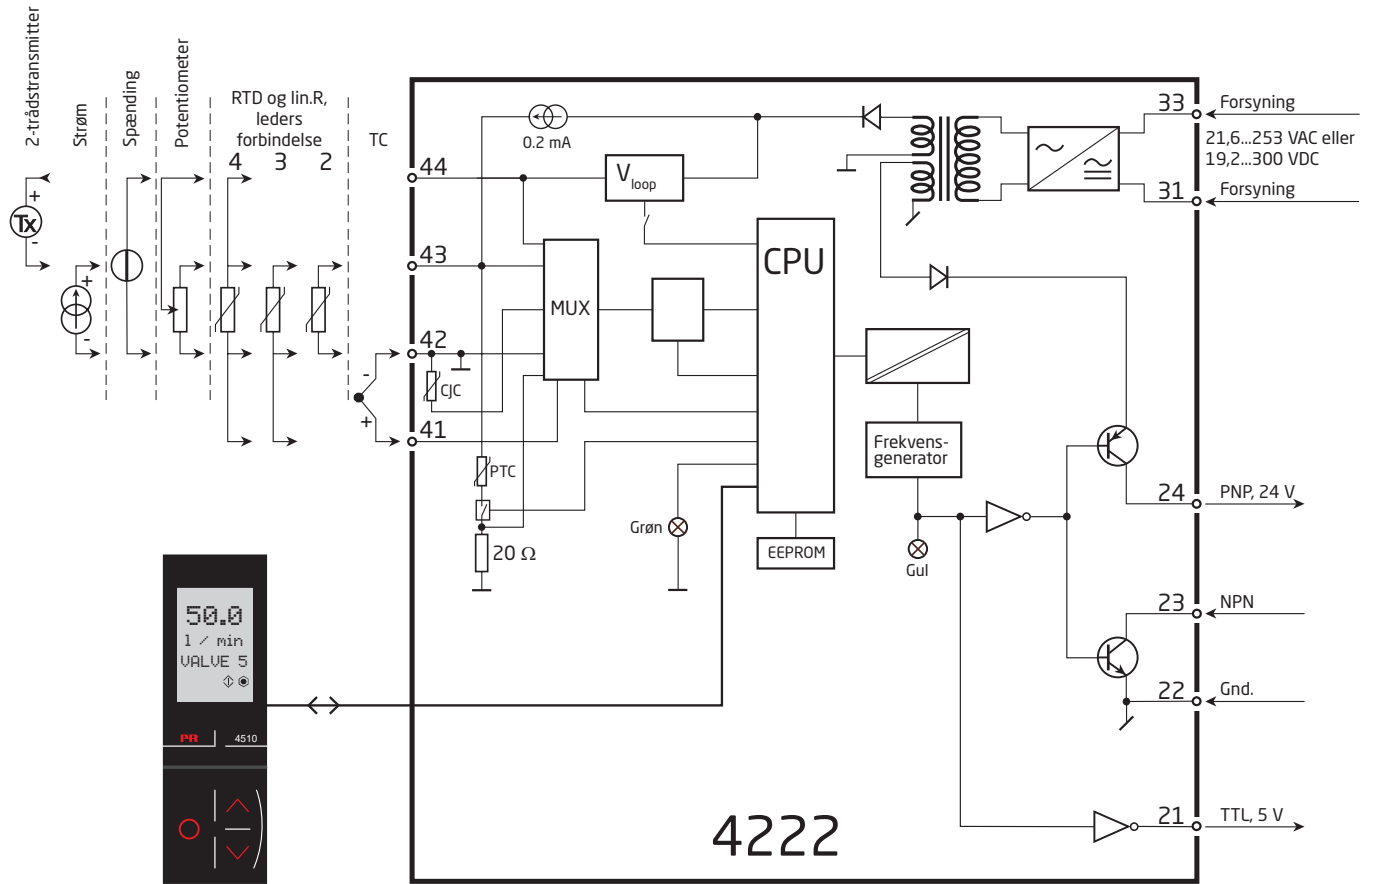 2-trådstransmitter
Strøm
Spænding
Potentiometer
RTD og lin.R,
leders
forbindelse
4 3 2
TC
+
Tx
-
+
-
-
+
44
43
42
41
0.2 mA
Vloop
MUX
CPU
CJC
PTC
20 Ω
Grøn
EEPROM
Frekvens-
generator
Gul
33
Forsyning
21,6...253 VAC eller
19,2...300 VDC
31
Forsyning
24
PNP, 24 V
23
NPN
22
Gnd.
21
TTL, 5 V
4222
50.0
l / min
VALVE 5
PR
4510